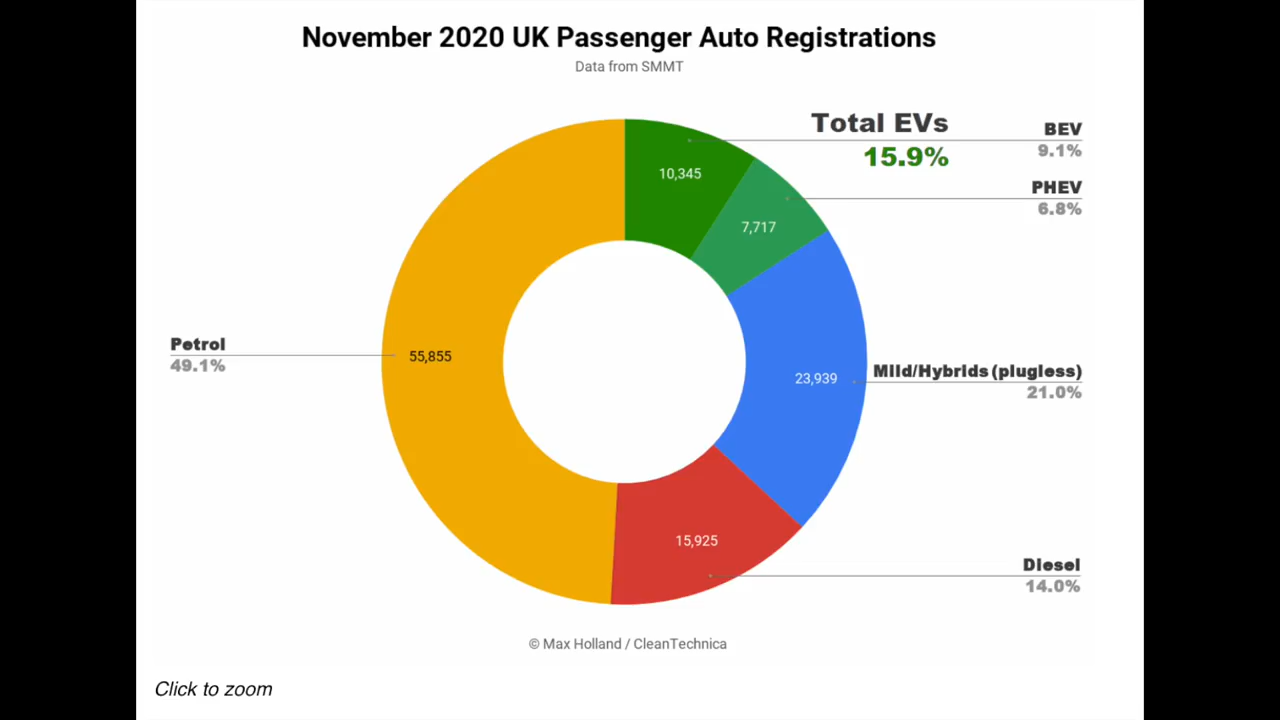 November 2020 UK Passenger Auto Registrations
Data from SMMT
Total EVs
15.9%
BEV
9.1%
PHEV
6.8%
10,345
7,717
Petrol
49.1%
55,855
23,939
Mild/Hybrids (plugless)
21.0%
15,925
Diesel
14.0%
© Max Holland / CleanTechnica
Click to zoom